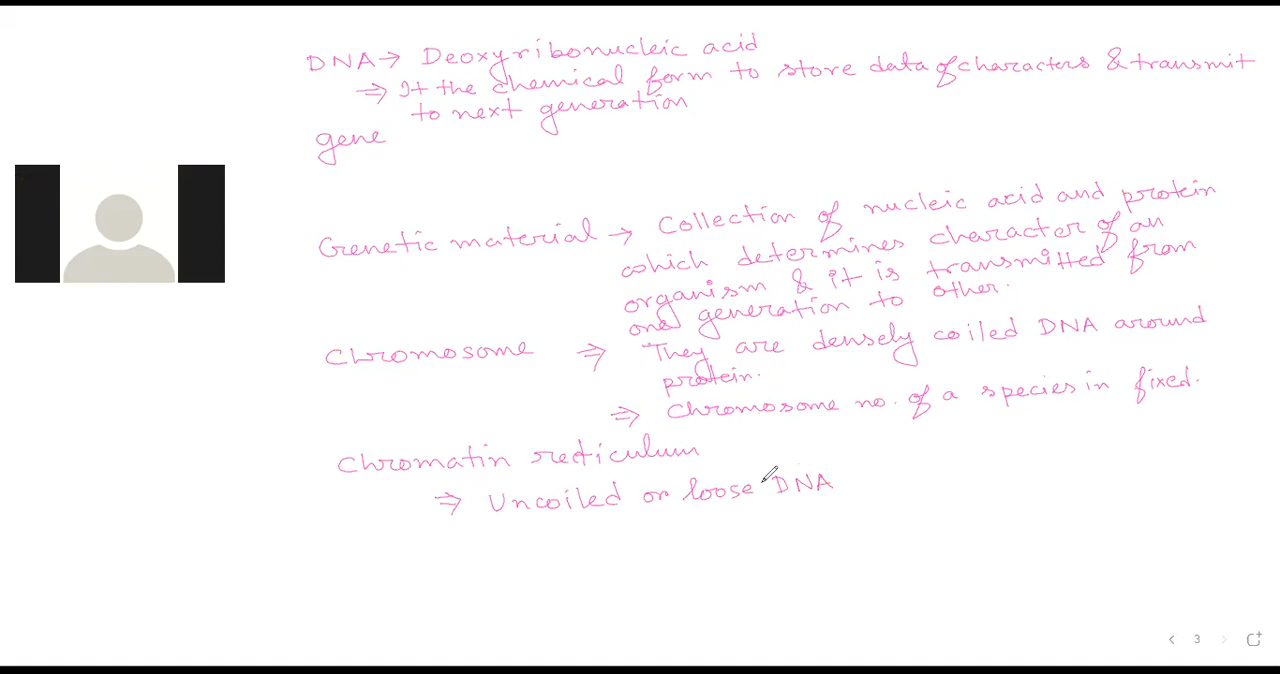 DNA → Deoxyribonucleic acid
⇒ It the chemical form to store data of characters & transmit
to next generation
gene
Genetic material → Collection of nucleic acid and protein
which determines character of an
organism & it is transmitted from
one generation to other.
Chromosome ⇒ They are densely coiled DNA around
protein.
⇒ Chromosome no. of a species in fixed.
Chromatin recticulum
⇒ Uncoiled or loose DNA
< 3 >